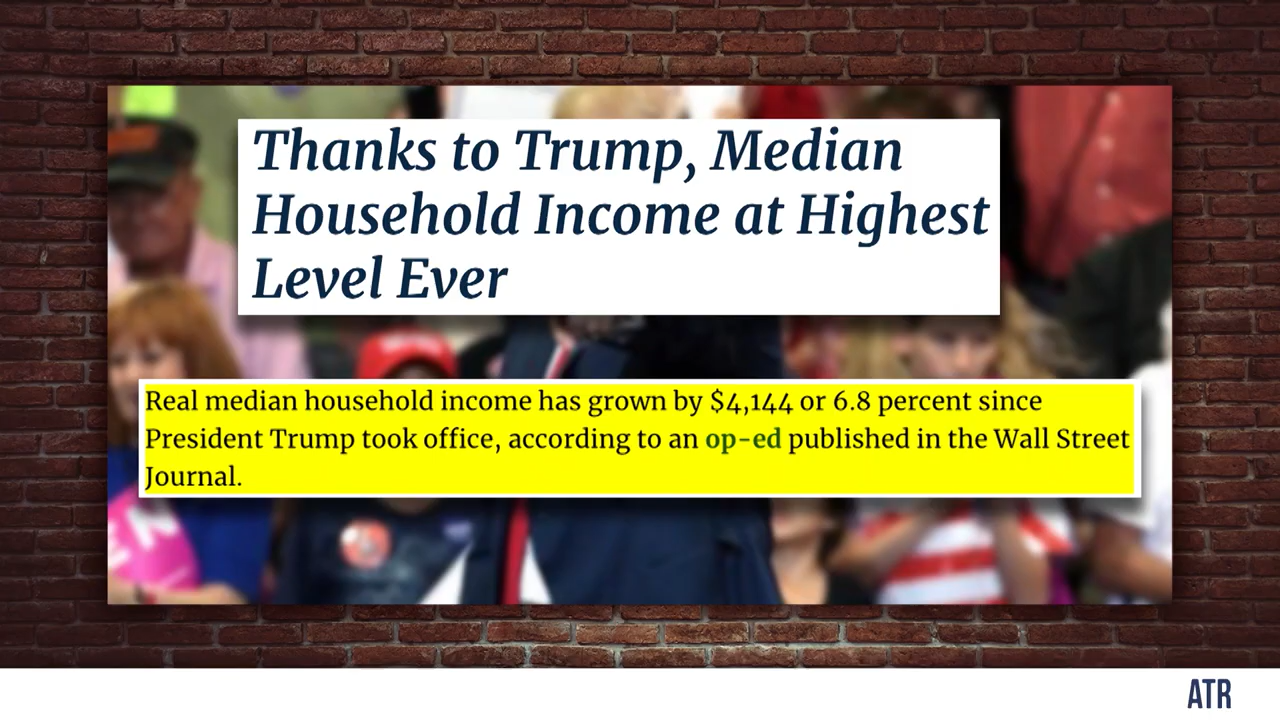 Thanks to Trump, Median
Household Income at Highest
Level Ever
Real median household income has grown by $4,144 or 6.8 percent since
President Trump took office, according to an op-ed published in the Wall Street
Journal.
ATR